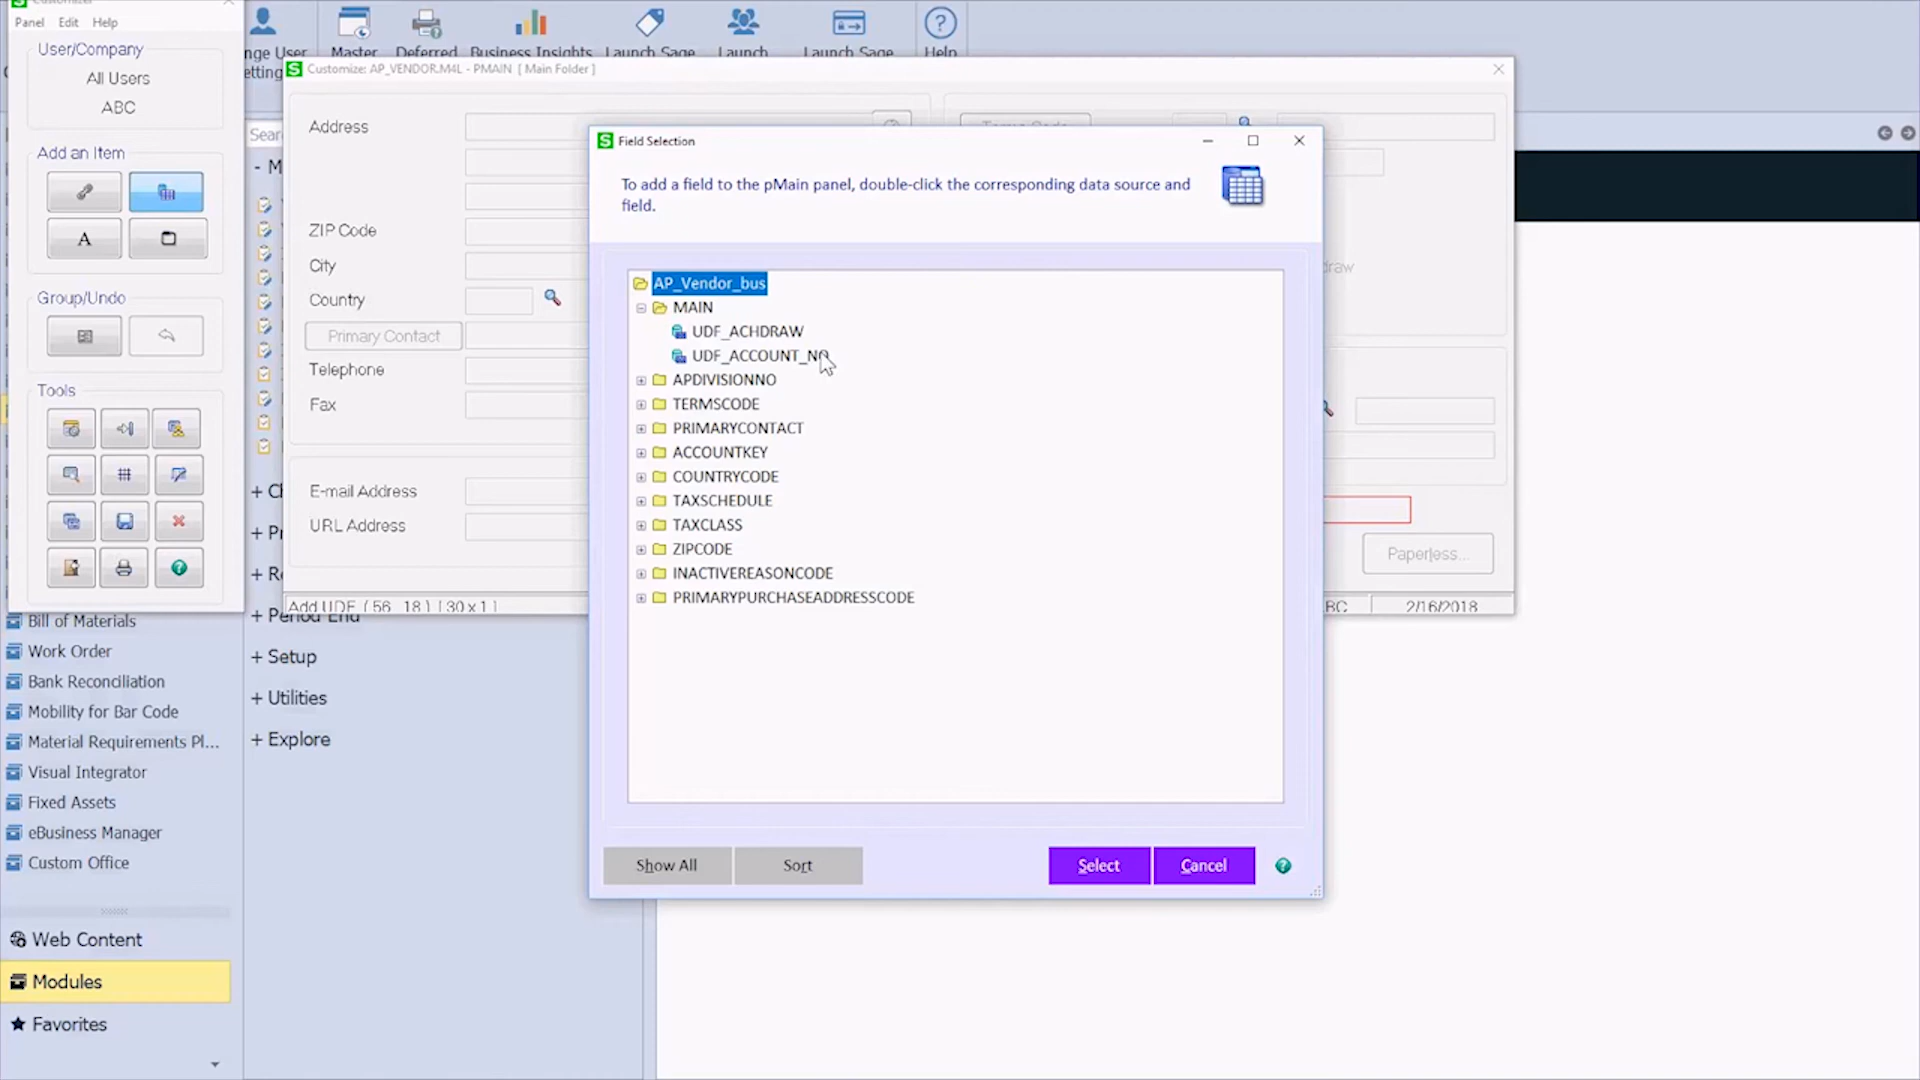 Panel Edit Help
User/Company
All Users
ABC
Add an Item
A
Group/Undo
Tools
nge User
Master
Deferred
Business Insights
Launch Sage
Launch
Launch Sage
Help
Customize: AP_VENDOR.M4L - PMAIN [ Main Folder ]
Address
ZIP Code
City
Country
Primary Contact
Telephone
Fax
E-mail Address
URL Address
Add UDF ( 56 18 ) [ 30 x 1 ]
Paperless...
2/16/2018
Field Selection
To add a field to the pMain panel, double-click the corresponding data source and
field.
AP_Vendor_bus
MAIN
UDF_ACHDRAW
UDF_ACCOUNT_NO
APDIVISIONNO
TERMSCODE
PRIMARYCONTACT
ACCOUNTKEY
COUNTRYCODE
TAXSCHEDULE
TAXCLASS
ZIPCODE
INACTIVEREASONCODE
PRIMARYPURCHASEADDRESSCODE
Show All
Sort
Select
Cancel
+ Period End
+ Setup
+ Utilities
+ Explore
Bill of Materials
Work Order
Bank Reconciliation
Mobility for Bar Code
Material Requirements Pl...
Visual Integrator
Fixed Assets
eBusiness Manager
Custom Office
Web Content
Modules
Favorites